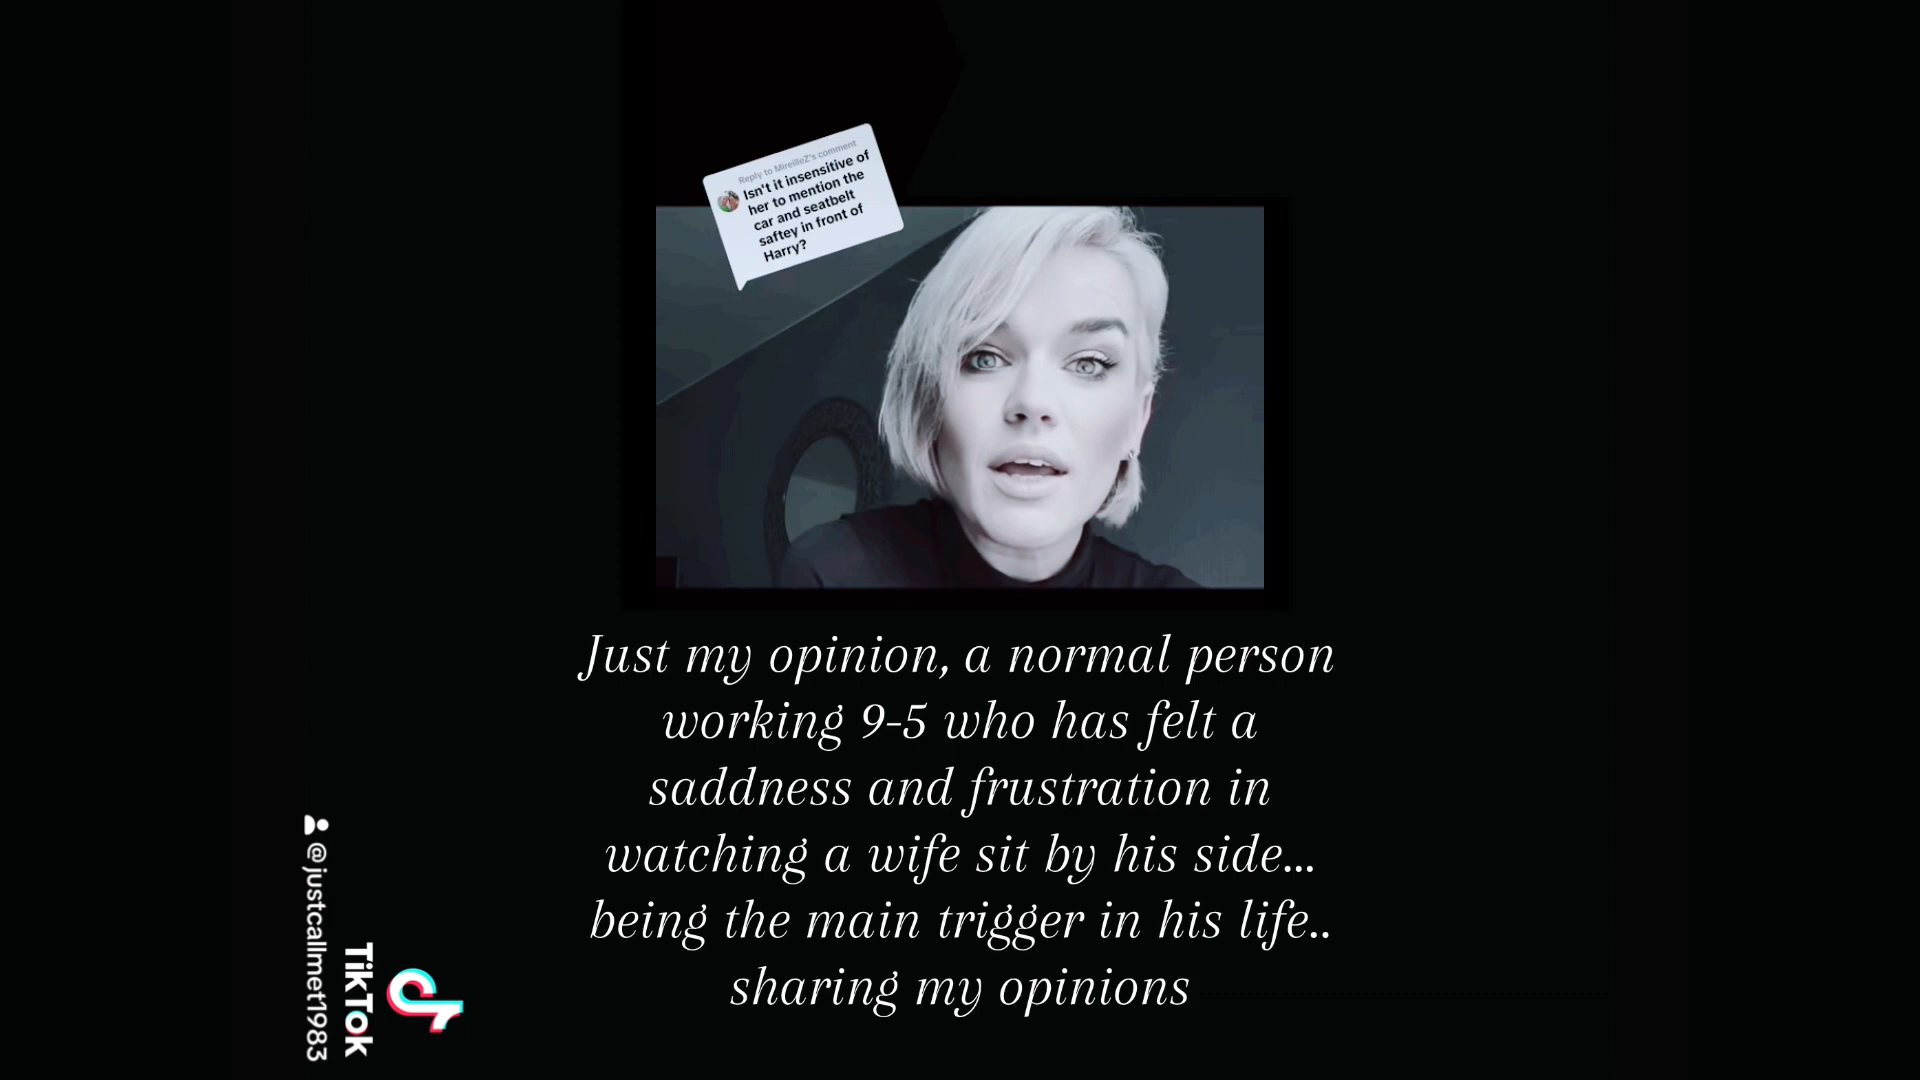 Reply to MireilleZ's comment
Isn't it insensitive of
her to mention the
car and seatbelt
saftey in front of
Harry?
Just my opinion, a normal person
working 9-5 who has felt a
saddness and frustration in
watching a wife sit by his side...
being the main trigger in his life..
sharing my opinions
TikTok
@justcallmet1983